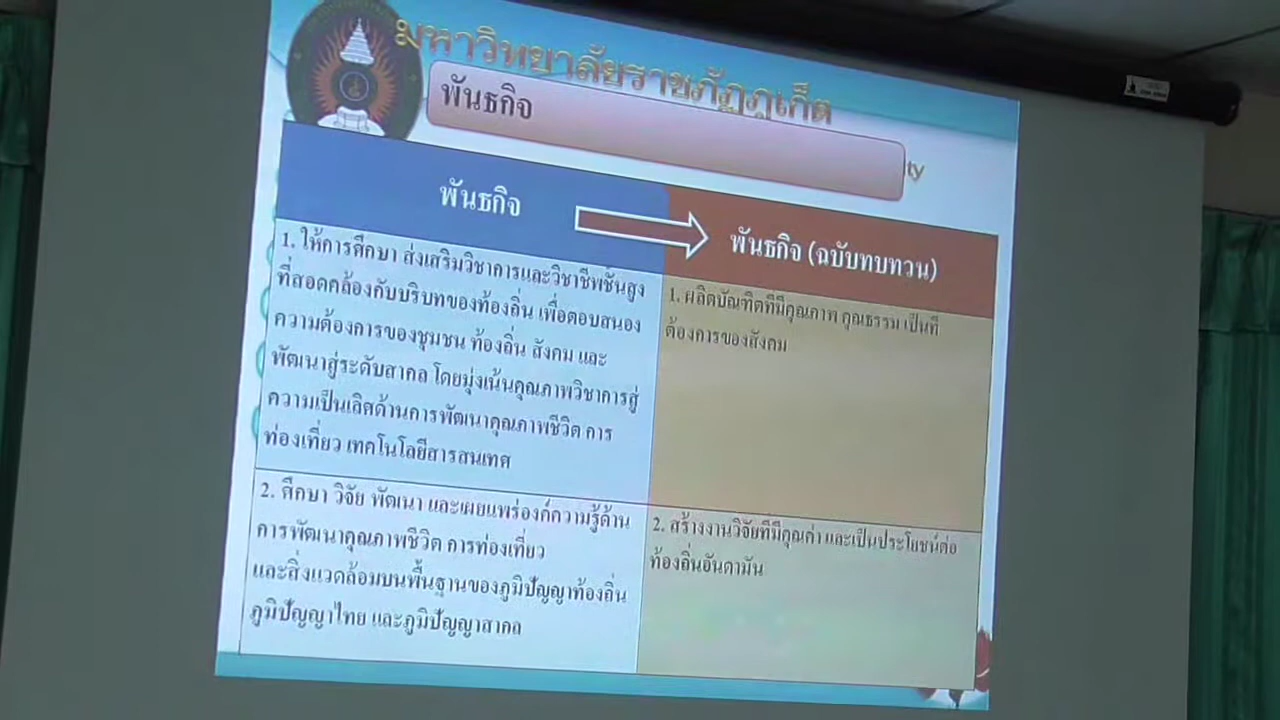 มหาวิทยาลัยราชภัฏภูเก็ต
พันธกิจ
ity
พันธกิจ
พันธกิจ (ฉบับทบทวน)
1. ให้การศึกษา ส่งเสริมวิชาการและวิชาชีพชั้นสูง
ที่สอดคล้องกับบริบทของท้องถิ่น เพื่อตอบสนอง
ความต้องการของชุมชน ท้องถิ่น สังคม และ
พัฒนาสู่ระดับสากล โดยมุ่งเน้นคุณภาพวิชาการสู่
ความเป็นเลิศด้านการพัฒนาคุณภาพชีวิต การ
ท่องเที่ยว เทคโนโลยีสารสนเทศ
1. ผลิตบัณฑิตที่มีคุณภาพ คุณธรรม เป็นที่
ต้องการของสังคม
2. ศึกษา วิจัย พัฒนา และเผยแพร่องค์ความรู้ด้าน
การพัฒนาคุณภาพชีวิต การท่องเที่ยว
และสิ่งแวดล้อมบนพื้นฐานของภูมิปัญญาท้องถิ่น
ภูมิปัญญาไทย และภูมิปัญญาสากล
2. สร้างงานวิจัยที่มีคุณค่า และเป็นประโยชน์ต่อ
ท้องถิ่นอันดามัน